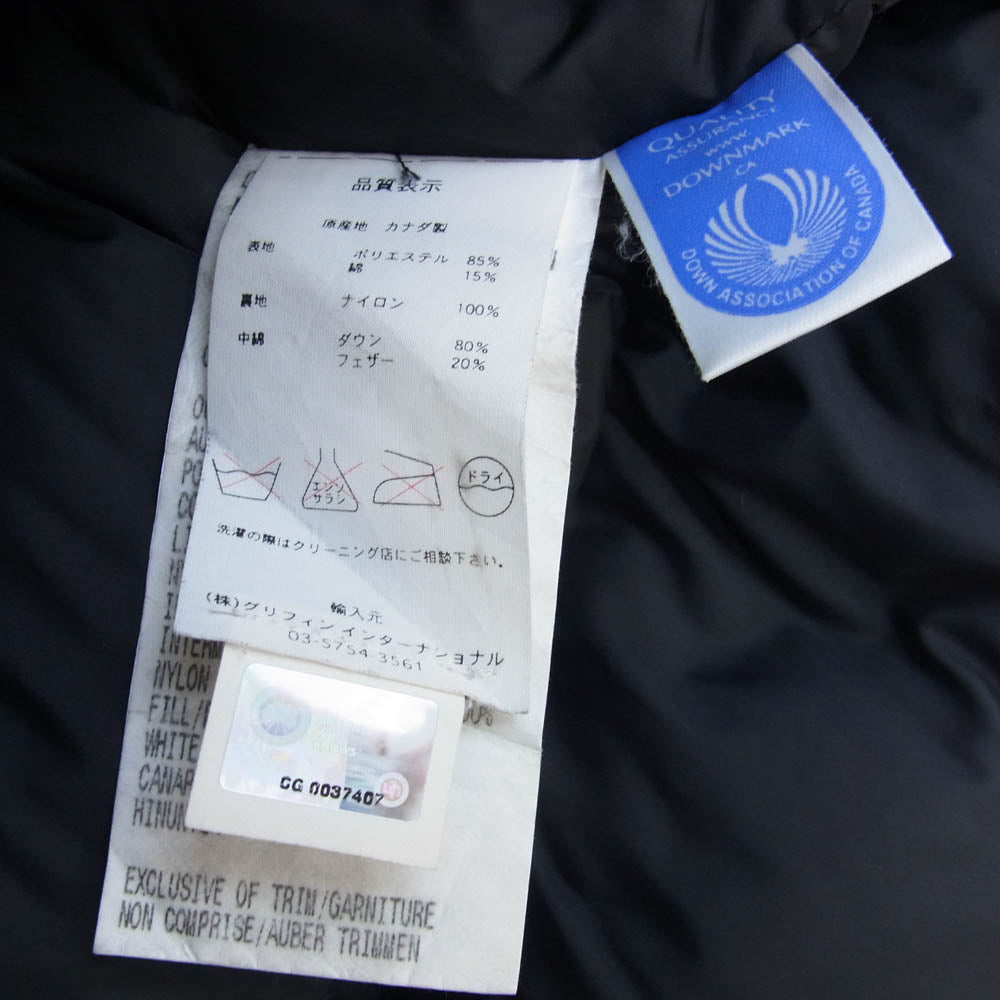 品質表示
原産地 カナダ製
表地
ポリエステル 85%
綿 15%
裏地 ナイロン 100%
中綿 ダウン 80%
フェザー 20%
エンソ
サラシ
ドライ
洗濯の際はクリーニング店にご相談下さい。
輸入元
(株)グリフィン インターナショナル
03-5754-3561
INTERM
NYLON
FILL/
WHITE
CANAR
HINUN
CG 0037407
EXCLUSIVE OF TRIM/GARNITURE
NON COMPRISE/AUBER TRIMMEN
QUALITY
ASSURANCE
WWW
DOWNMARK
CA
DOWN ASSOCIATION OF CANADA